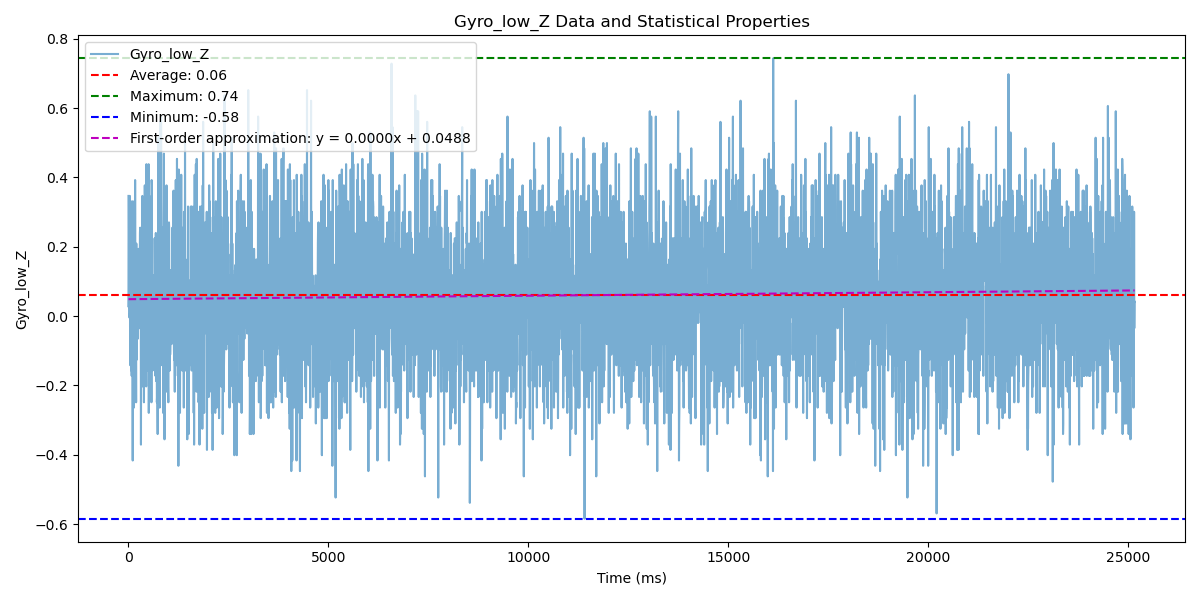 Gyro_low_Z Data and Statistical Properties
Gyro_low_Z
Average: 0.06
Maximum: 0.74
Minimum: -0.58
First-order approximation: y = 0.0000x + 0.0488
0.8
0.6
0.4
0.2
0.0
−0.2
−0.4
−0.6
Gyro_low_Z
0
5000
10000
15000
20000
25000
Time (ms)